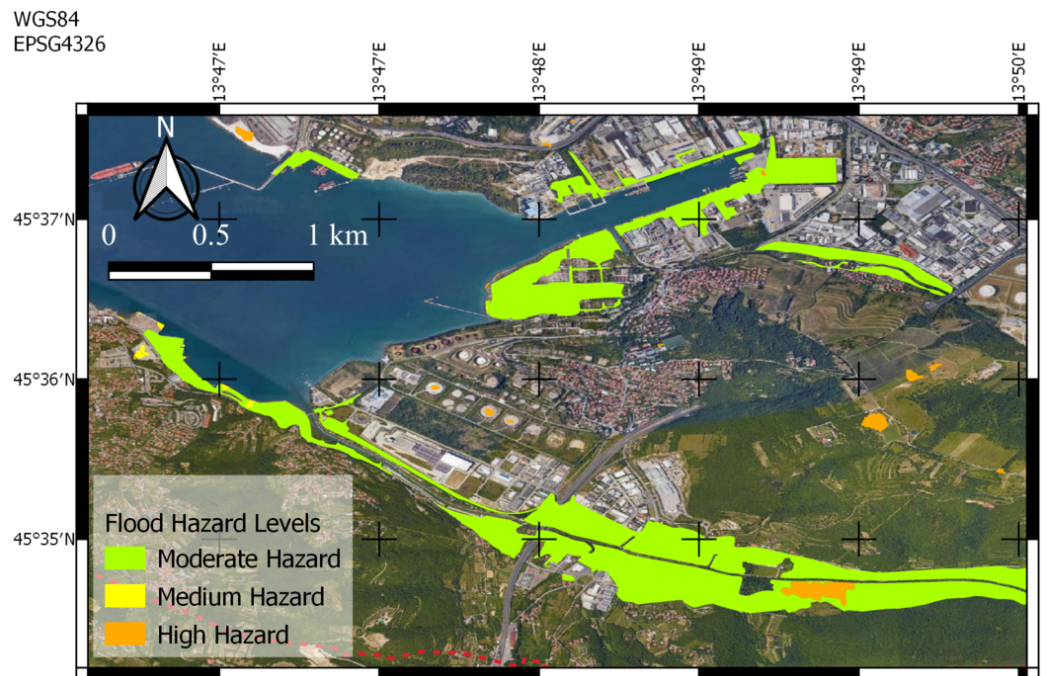 WGS84
EPSG4326
13°47'E
13°47'E
13°48'E
13°49'E
13°49'E
13°50'E
N
45°37'N
0 0.5 1 km
45°36'N
45°35'N
Flood Hazard Levels
Moderate Hazard
Medium Hazard
High Hazard